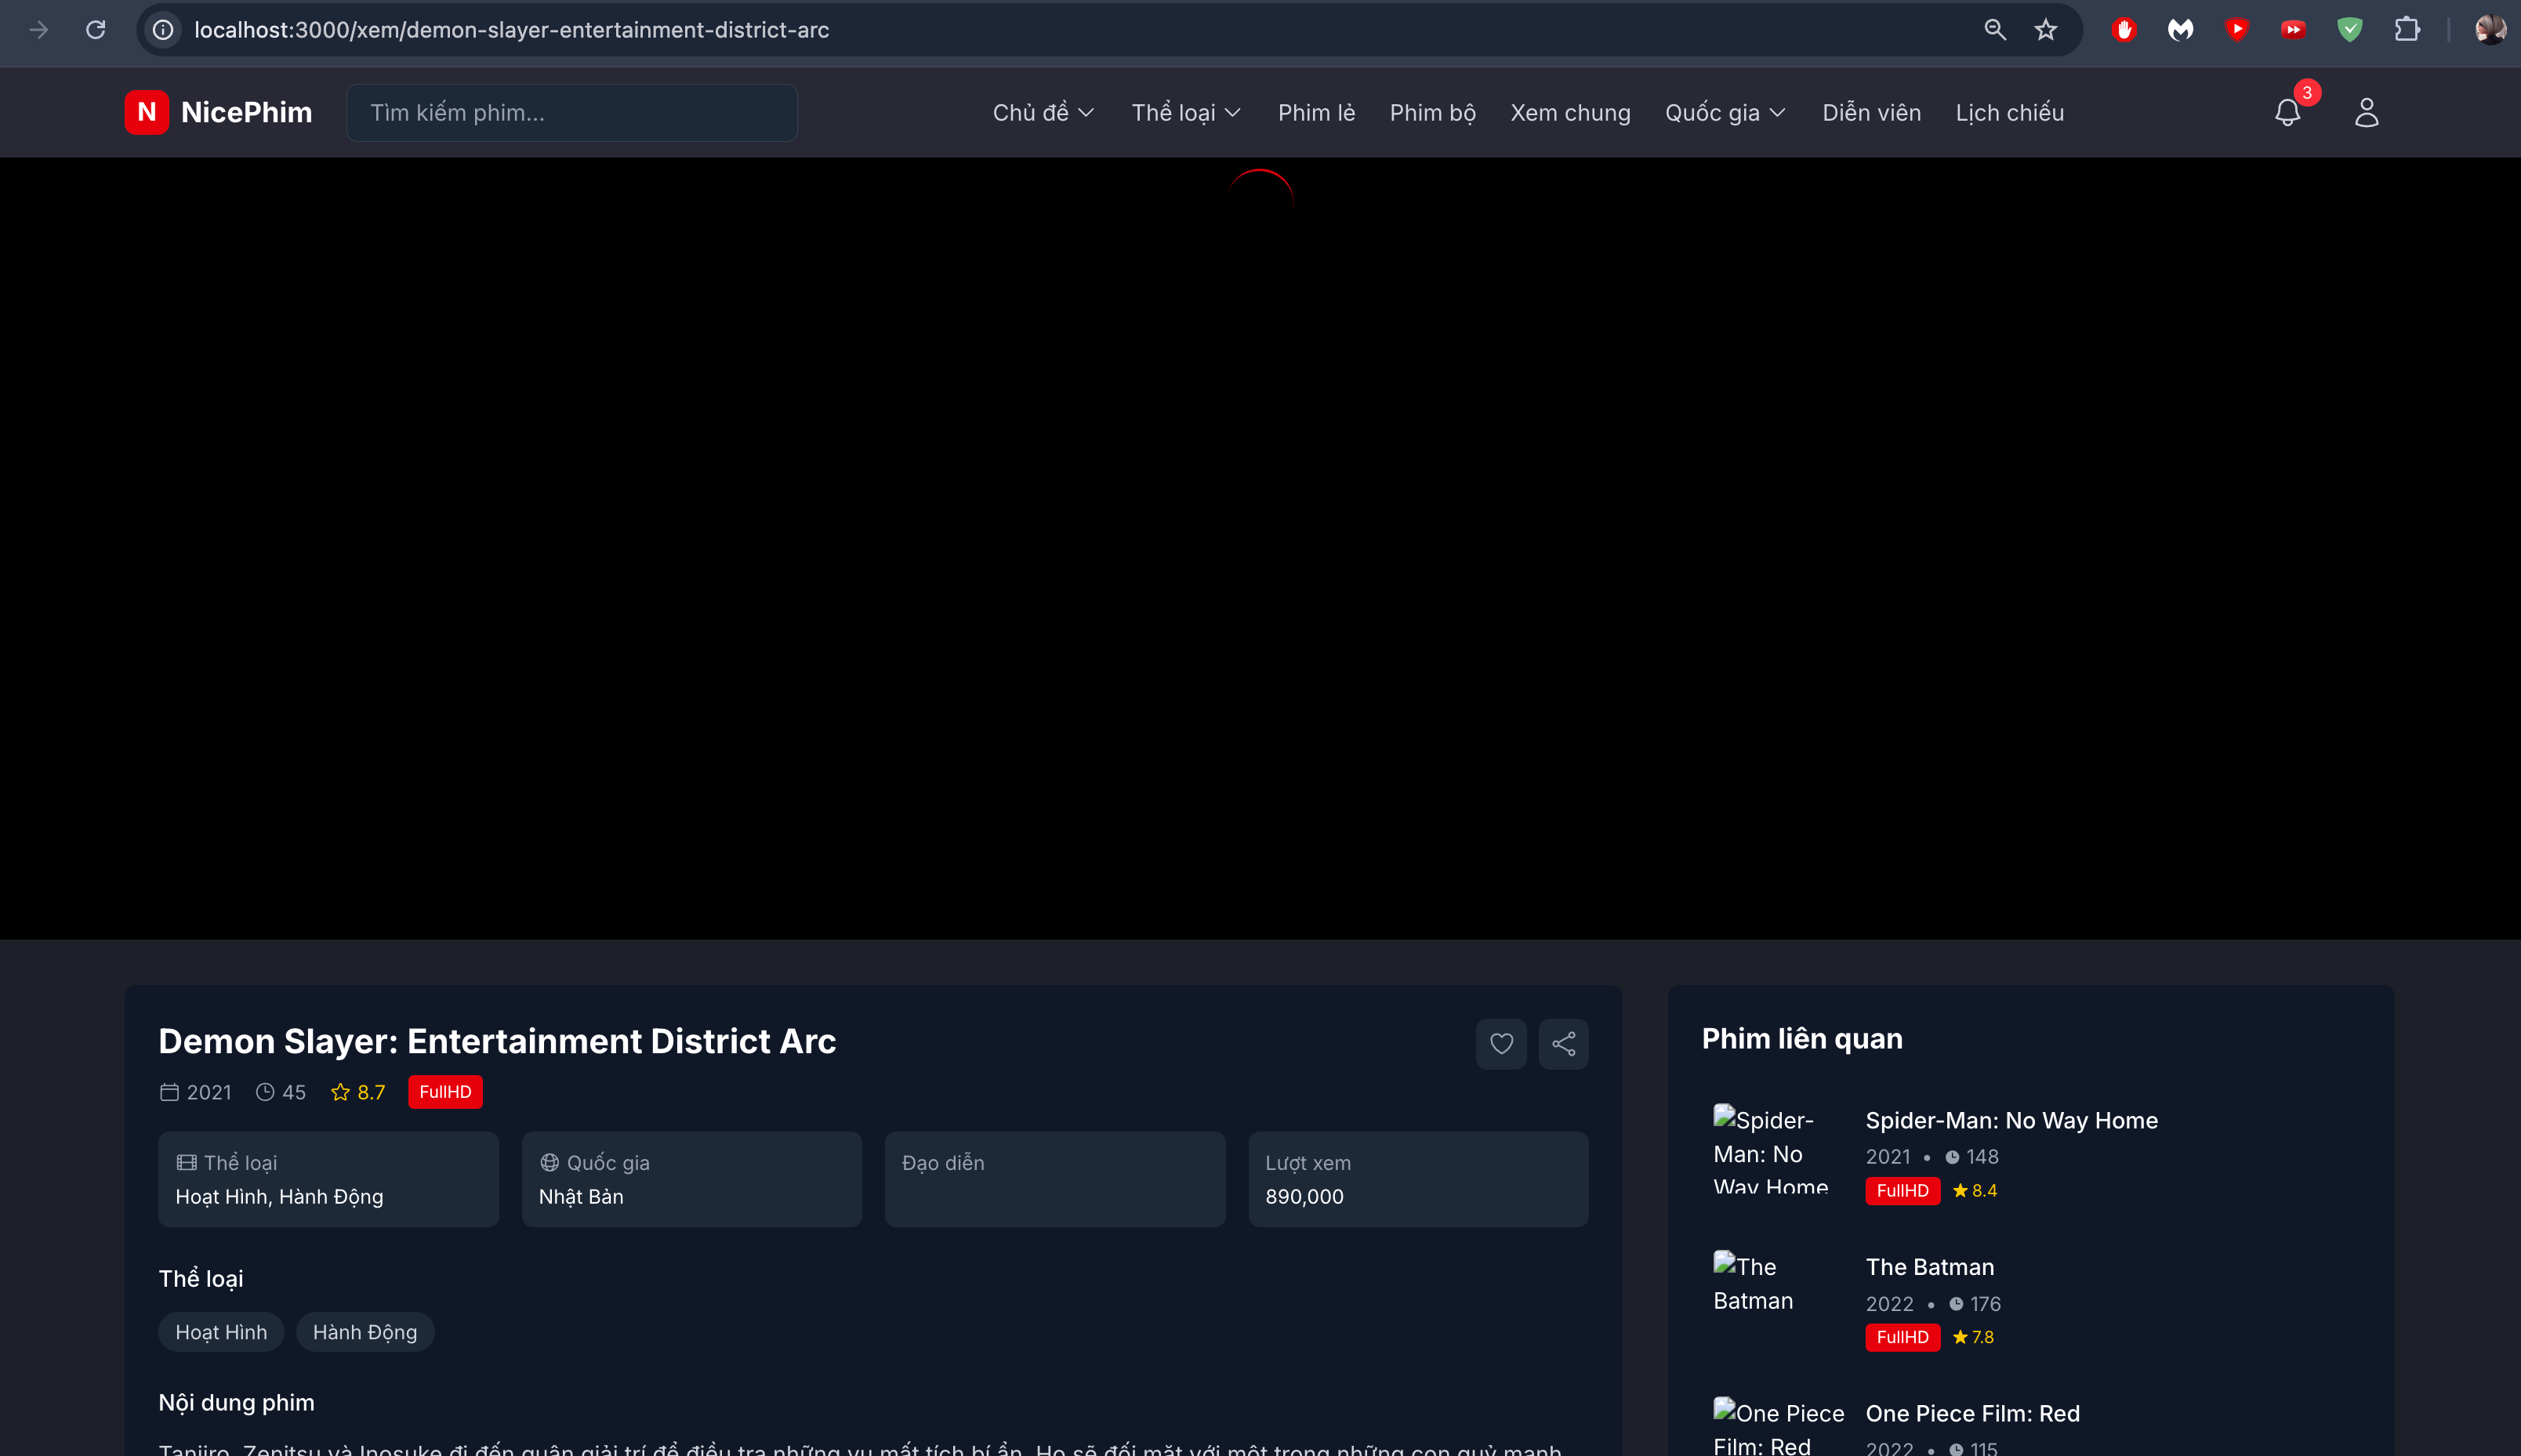 localhost:3000/xem/demon-slayer-entertainment-district-arc
N NicePhim Tìm kiếm phim... Chủ đề Thể loại Phim lẻ Phim bộ Xem chung Quốc gia Diễn viên Lịch chiếu 3
Demon Slayer: Entertainment District Arc
2021 45 8.7 FullHD
Thể loại
Hoạt Hình, Hành Động
Quốc gia
Nhật Bản
Đạo diễn
Lượt xem
890,000
Thể loại
Hoạt Hình Hành Động
Nội dung phim
Tanjiro, Zenitsu và Inosuke đi đến quận giải trí để điều tra những vụ mất tích bí ẩn. Họ sẽ đối mặt với một trong những con quỷ mạnh
Phim liên quan
Spider-
Man: No
Way Home
Spider-Man: No Way Home
2021 • 148
FullHD 8.4
The
Batman
The Batman
2022 • 176
FullHD 7.8
One Piece
Film: Red
One Piece Film: Red
2022 • 115